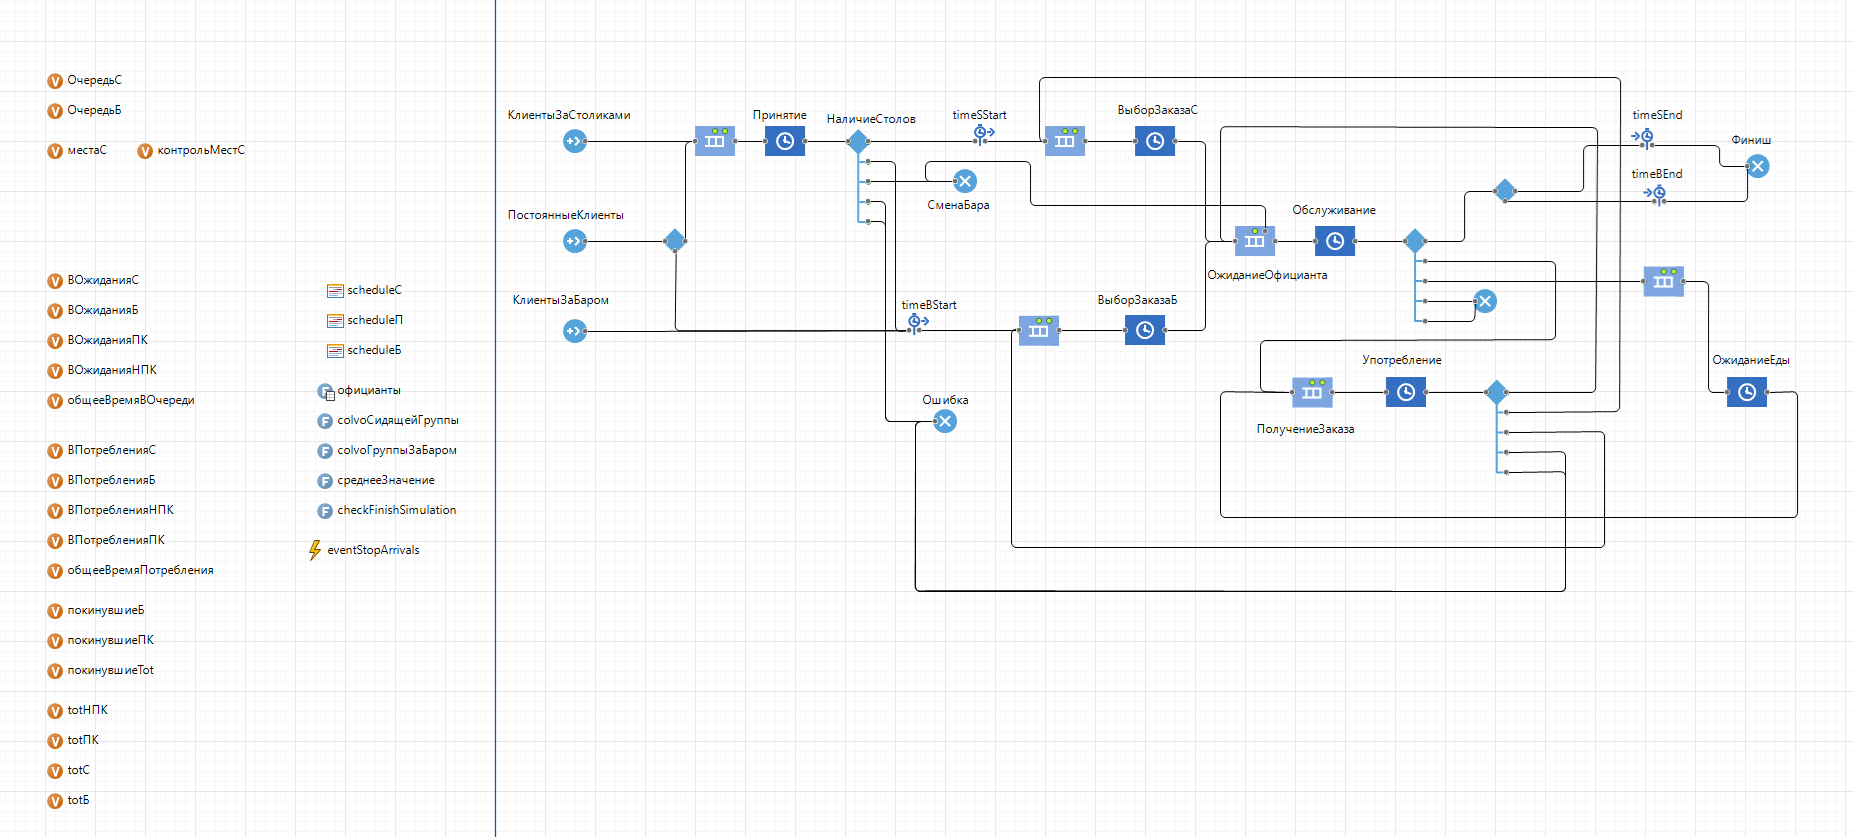 ОчередьС
ОчередьБ
местаС
контрольМестС
ВОжиданияС
ВОжиданияБ
ВОжиданияПК
ВОжиданияНПК
общееВремяВОчереди
ВПотребленияС
ВПотребленияБ
ВПотребленияНПК
ВПотребленияПК
общееВремяПотребления
покинувшиеБ
покинувшиеПК
покинувшиеTot
totНПК
totПК
totС
totБ
scheduleС
scheduleП
scheduleБ
официанты
colvoСидящейГруппы
colvoГруппыЗаБаром
среднееЗначение
checkFinishSimulation
eventStopArrivals
КлиентыЗаСтоликами
Принятие
НаличиеСтолов
timeSStart
ВыборЗаказаС
timeSEnd
Финиш
timeBEnd
СменаБара
ПостоянныеКлиенты
Обслуживание
ОжиданиеОфицианта
КлиентыЗаБаром
timeBStart
ВыборЗаказаБ
Употребление
ОжиданиеЕды
Ошибка
ПолучениеЗаказа